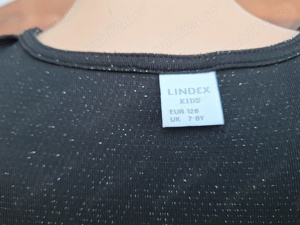 LINDEX
KIDS
EUR 128
UK 7-8Y